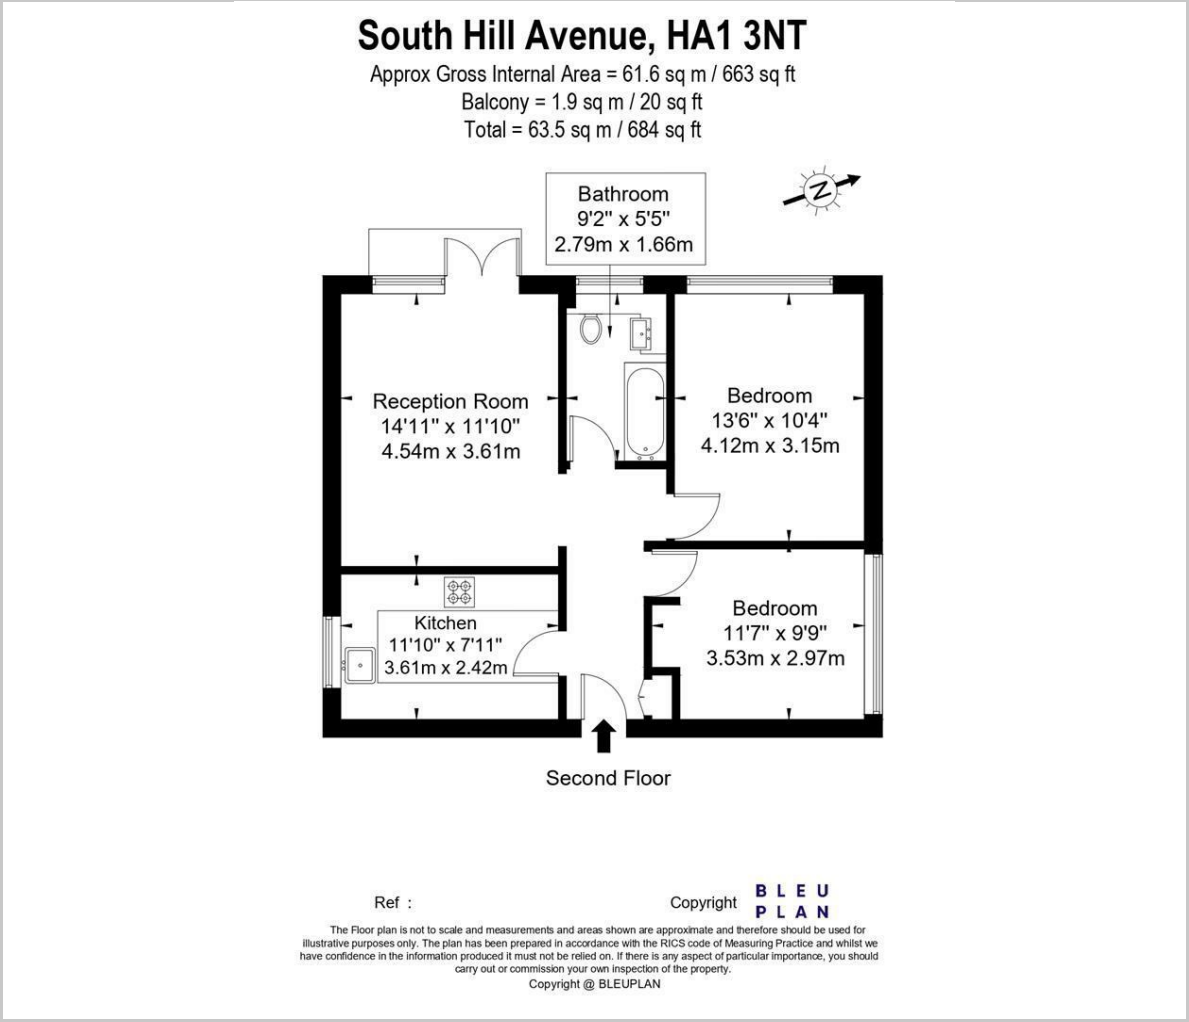 South Hill Avenue, HA1 3NT
Approx Gross Internal Area = 61.6 sq m / 663 sq ft
Balcony = 1.9 sq m / 20 sq ft
Total = 63.5 sq m / 684 sq ft
N
Bathroom
9'2" x 5'5"
2.79m x 1.66m
Reception Room
14'11" x 11'10"
4.54m x 3.61m
Bedroom
13'6" x 10'4"
4.12m x 3.15m
Kitchen
11'10" x 7'11"
3.61m x 2.42m
Bedroom
11'7" x 9'9"
3.53m x 2.97m
Second Floor
Ref :
Copyright
BLEU
PLAN
The Floor plan is not to scale and measurements and areas shown are approximate and therefore should be used for
illustrative purposes only. The plan has been prepared in accordance with the RICS code of Measuring Practice and whilst we
have confidence in the information produced it must not be relied on. If there is any aspect of particular importance, you should
carry out or commission your own inspection of the property.
Copyright @ BLEUPLAN